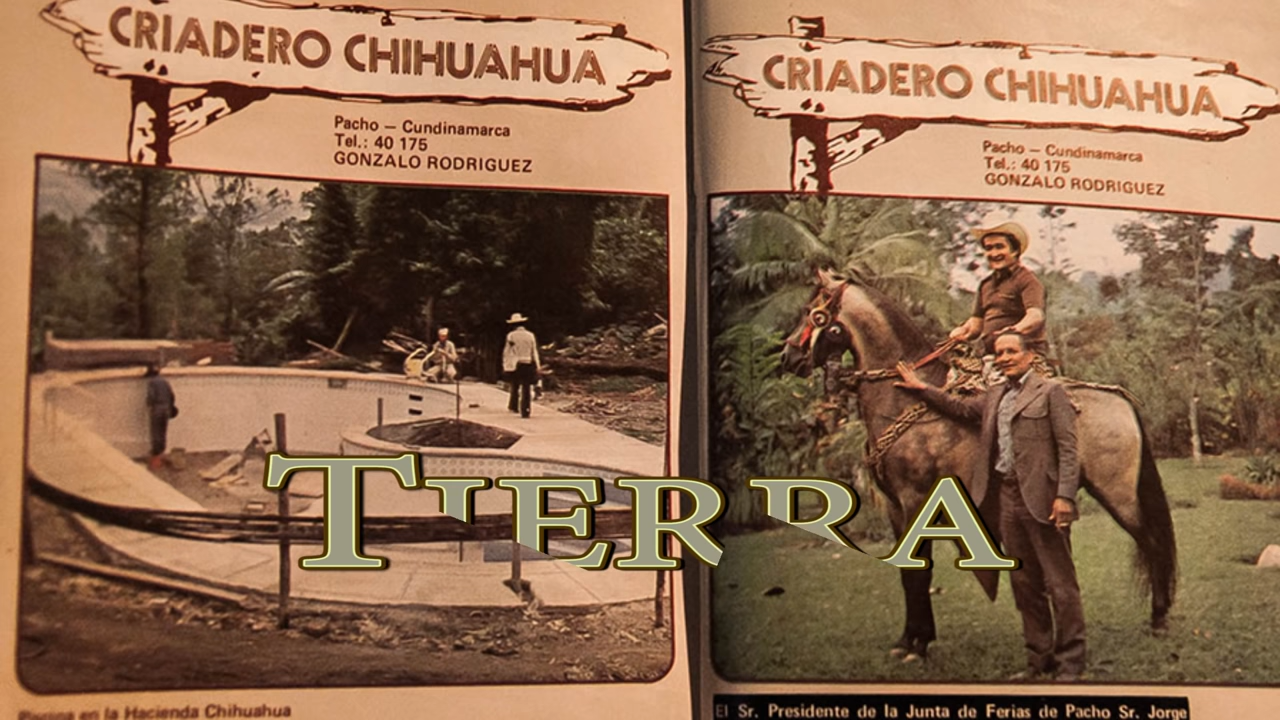 CRIADERO CHIHUAHUA
Pacho – Cundinamarca
Tel.: 40 175
GONZALO RODRIGUEZ
en la Hacienda Chihuahua
CRIADERO CHIHUAHUA
Pacho – Cundinamarca
Tel.: 40 175
GONZALO RODRIGUEZ
El Sr. Presidente de la Junta de Ferias de Pacho Sr. Jorge
TIERRA